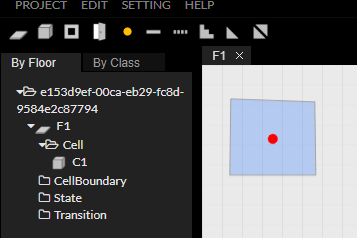 PROJECT EDIT SETTING HELP
By Floor By Class F1 ×
e153d9ef-00ca-eb29-fc8d-
9584e2c87794
F1
Cell
C1
CellBoundary
State
Transition